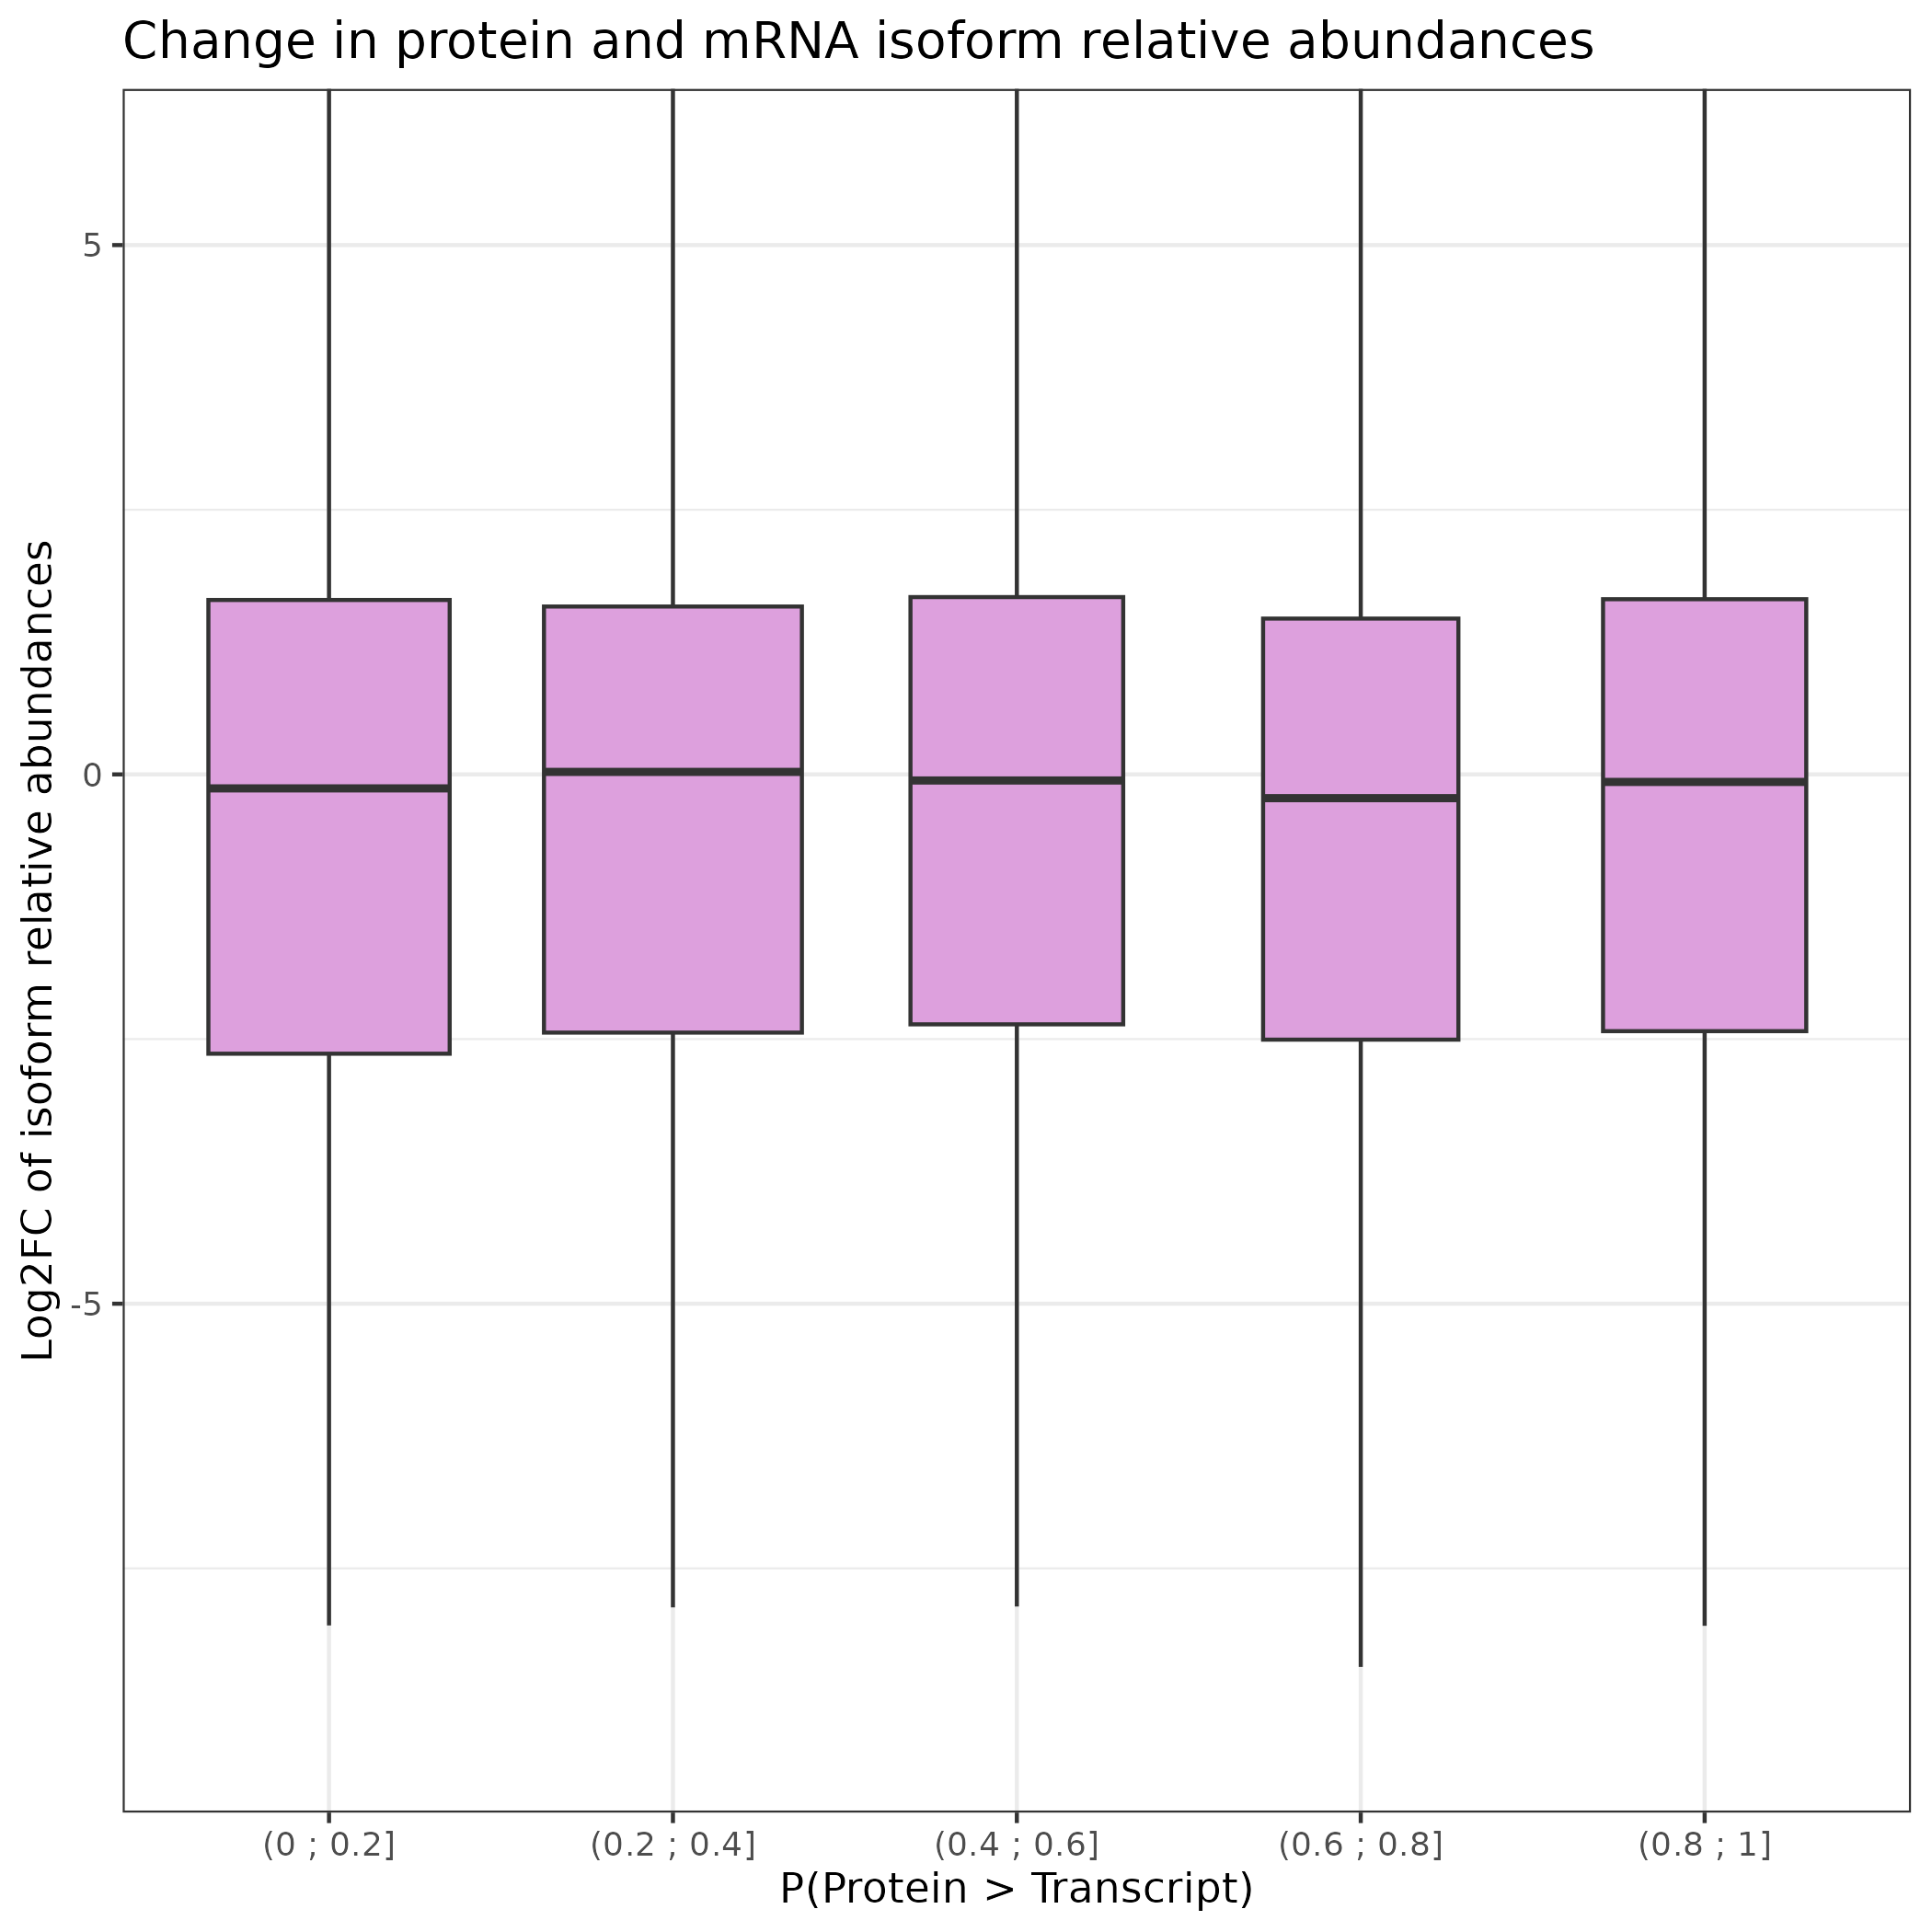 Change in protein and mRNA isoform relative abundances
Log2FC of isoform relative abundances
5
0
-5
(0 ; 0.2]
(0.2 ; 0.4]
(0.4 ; 0.6]
(0.6 ; 0.8]
(0.8 ; 1]
P(Protein > Transcript)